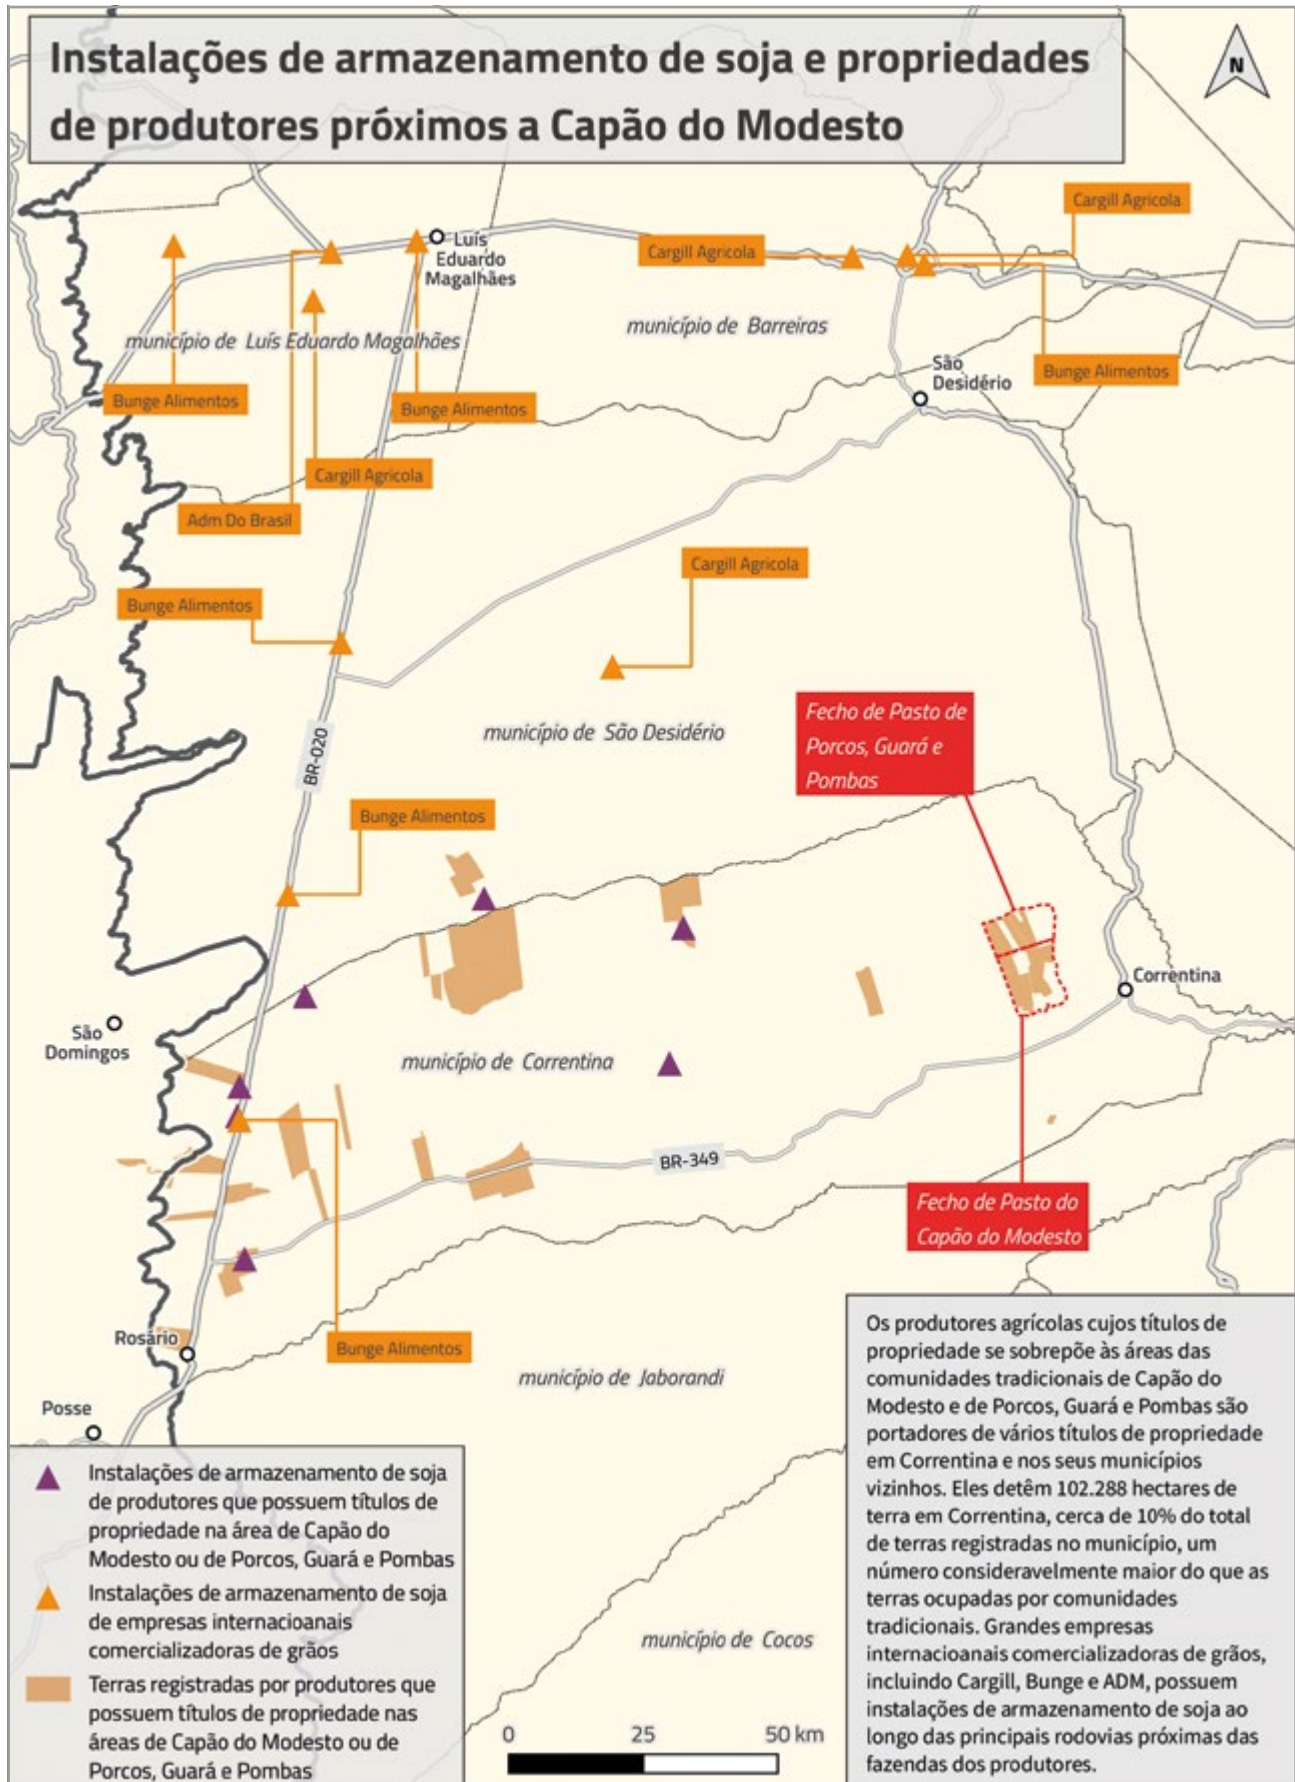 Instalações de armazenamento de soja e propriedades
de produtores próximos a Capão do Modesto
N
Cargill Agricola
Luís
Eduardo
Magalhães
Cargill Agricola
município de Luís Eduardo Magalhães
município de Barreiras
São
Desidério
Bunge Alimentos
Bunge Alimentos
Bunge Alimentos
Cargill Agricola
Adm Do Brasil
Cargill Agricola
Bunge Alimentos
Fecho de Pasto de
Porcos, Guará e
Pombas
município de São Desidério
BR-020
Bunge Alimentos
Correntina
São
Domingos
município de Correntina
BR-349
Fecho de Pasto do
Capão do Modesto
Rosário
Bunge Alimentos
município de Jaborandi
Posse
município de Cocos
Instalações de armazenamento de soja
de produtores que possuem títulos de
propriedade na área de Capão do
Modesto ou de Porcos, Guará e Pombas
Instalações de armazenamento de soja
de empresas internacioanais
comercializadoras de grãos
Terras registradas por produtores que
possuem títulos de propriedade nas
áreas de Capão do Modesto ou de
Porcos, Guará e Pombas
0 25 50 km
Os produtores agrícolas cujos títulos de
propriedade se sobrepõe às áreas das
comunidades tradicionais de Capão do
Modesto e de Porcos, Guará e Pombas são
portadores de vários títulos de propriedade
em Correntina e nos seus municípios
vizinhos. Eles detêm 102.288 hectares de
terra em Correntina, cerca de 10% do total
de terras registradas no município, um
número consideravelmente maior do que as
terras ocupadas por comunidades
tradicionais. Grandes empresas
internacioanais comercializadoras de grãos,
incluindo Cargill, Bunge e ADM, possuem
instalações de armazenamento de soja ao
longo das principais rodovias próximas das
fazendas dos produtores.